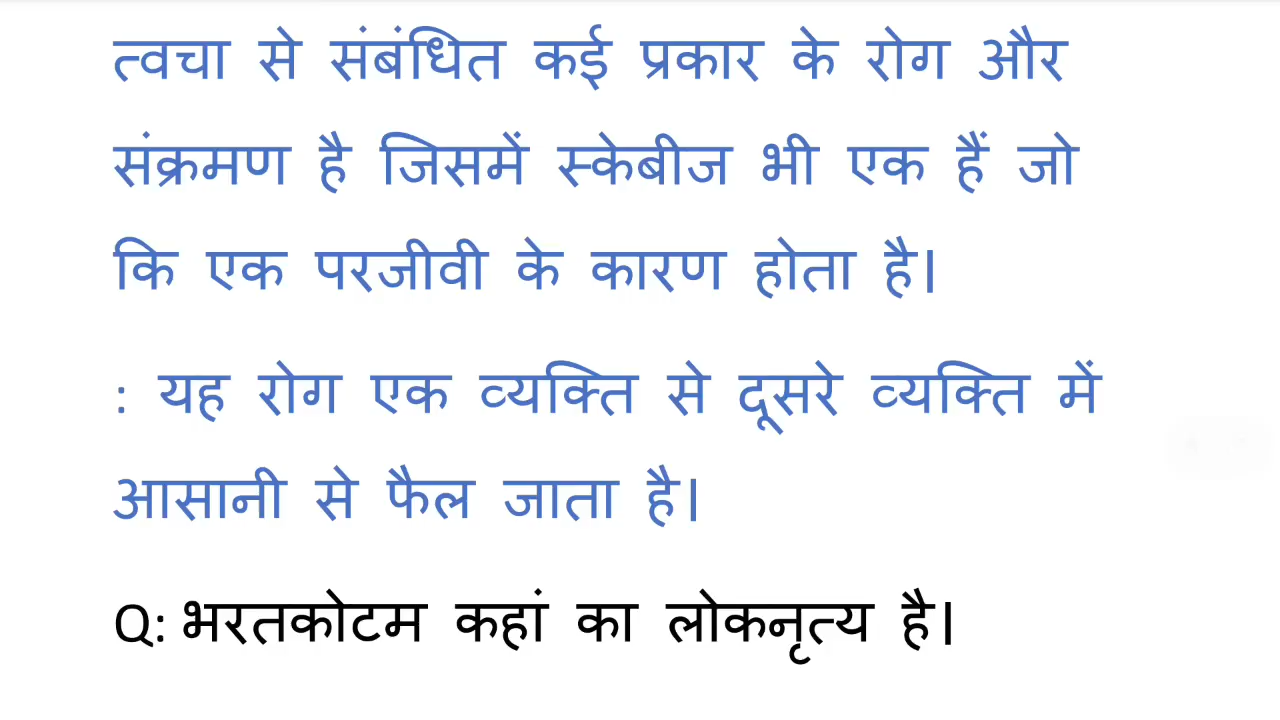 त्वचा से संबंधित कई प्रकार के रोग और
संक्रमण है जिसमें स्केबीज भी एक हैं जो
कि एक परजीवी के कारण होता है।
: यह रोग एक व्यक्ति से दूसरे व्यक्ति में
आसानी से फैल जाता है।
Q: भरतकोटम कहां का लोकनृत्य है।